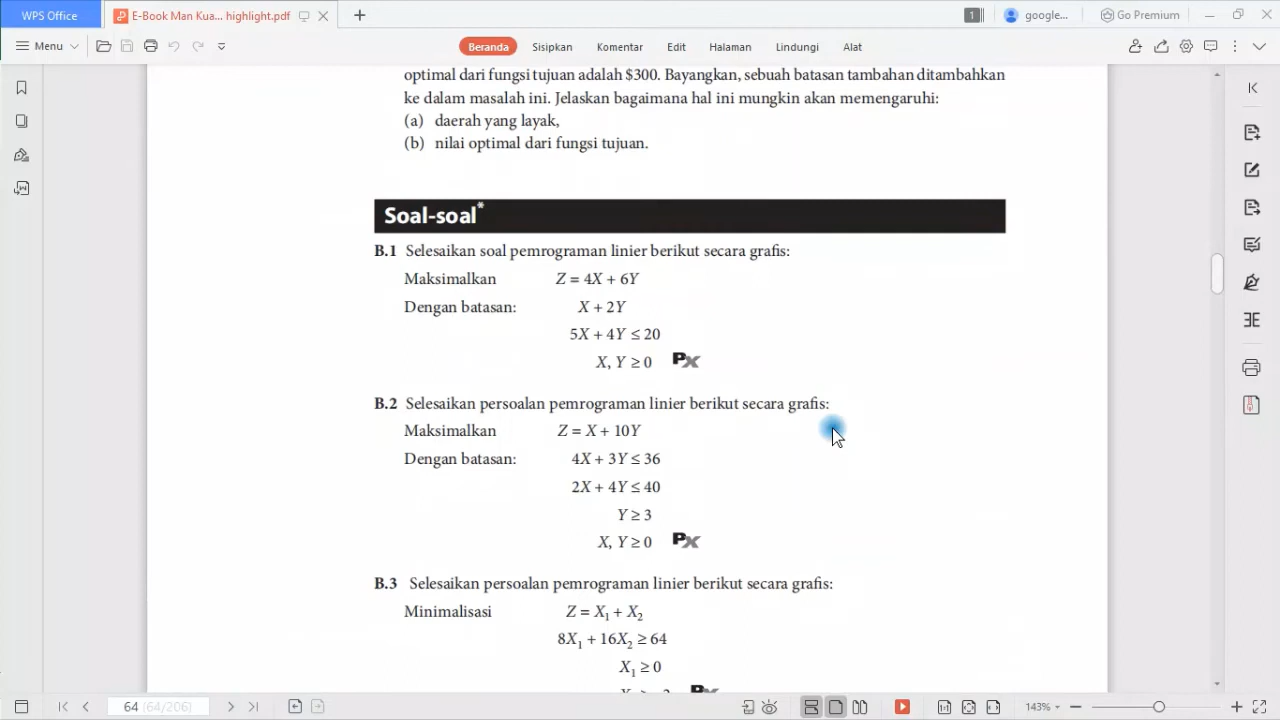 WPS Office
E-Book Man Kua... highlight.pdf
1
google...
Go Premium
Menu
Beranda
Sisipkan
Komentar
Edit
Halaman
Lindungi
Alat
optimal dari fungsi tujuan adalah $300. Bayangkan, sebuah batasan tambahan ditambahkan
ke dalam masalah ini. Jelaskan bagaimana hal ini mungkin akan memengaruhi:
(a) daerah yang layak,
(b) nilai optimal dari fungsi tujuan.
Soal-soal*
B.1 Selesaikan soal pemrograman linier berikut secara grafis:
Maksimalkan Z = 4X + 6Y
Dengan batasan: X + 2Y
5X + 4Y ≤ 20
X, Y ≥ 0 PX
B.2 Selesaikan persoalan pemrograman linier berikut secara grafis:
Maksimalkan Z = X + 10Y
Dengan batasan: 4X + 3Y ≤ 36
2X + 4Y ≤ 40
Y ≥ 3
X, Y ≥ 0 PX
B.3 Selesaikan persoalan pemrograman linier berikut secara grafis:
Minimalisasi Z = X₁ + X₂
8X₁ + 16X₂ ≥ 64
X₁ ≥ 0
64 (64/206)
143%